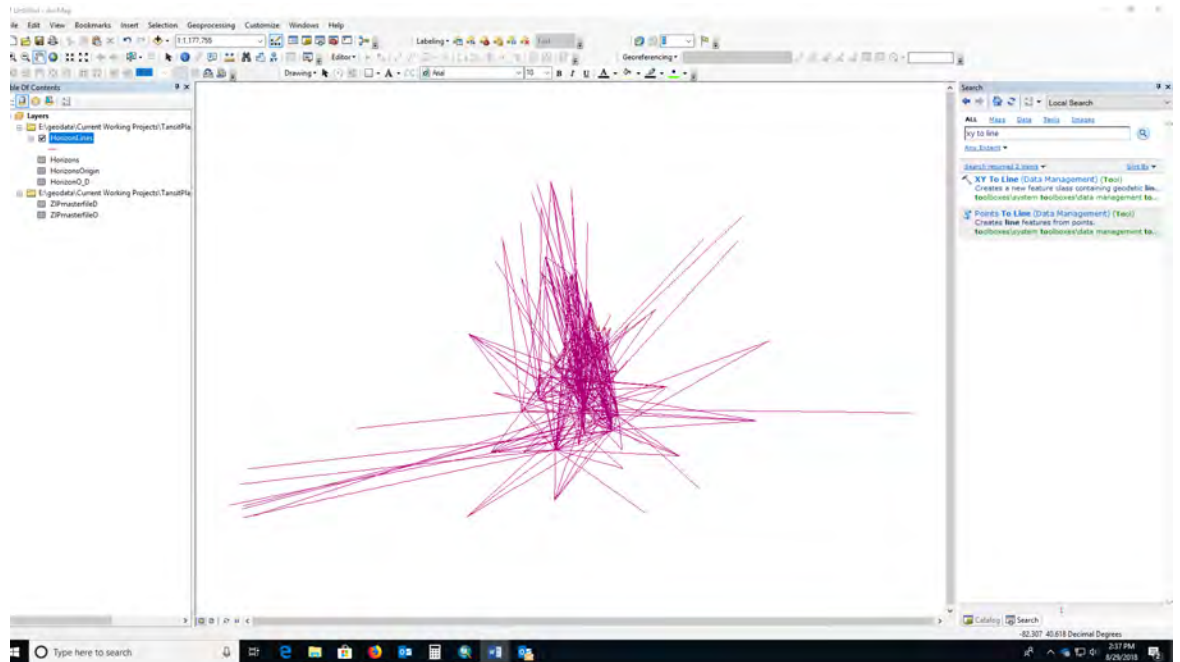 Untitled - ArcMap
File Edit View Bookmarks Insert Selection Geoprocessing Customize Windows Help
1:1,177,755
Labeling
Editor
Georeferencing
Drawing
A
Arial
10
B I U A
Table Of Contents
Layers
E:\geodata\Current Working Projects\TansitPla
HorizonLines
Horizons
HorizonsOrigin
HorizonO_D
E:\geodata\Current Working Projects\TansitPla
ZIPmasterfileD
ZIPmasterfileO
Search
Local Search
ALL Maps Data Tools Images
xy to line
Any Extent
Search returned 2 items
Sort By
XY To Line (Data Management) (Tool)
Creates a new feature class containing geodetic lin...
toolboxes\system toolboxes\data management to...
Points To Line (Data Management) (Tool)
Creates line features from points.
toolboxes\system toolboxes\data management to...
Catalog Search
-82.307 40.618 Decimal Degrees
Type here to search
2:37 PM
8/29/2018